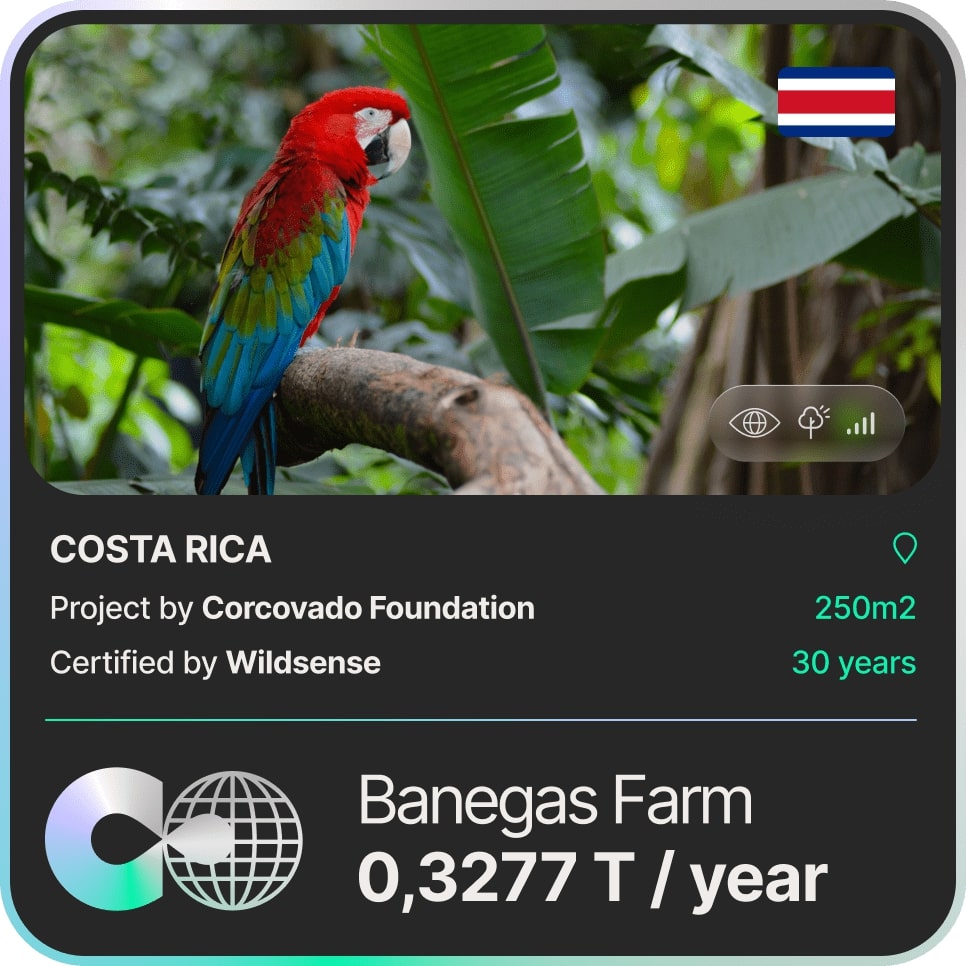 COSTA RICA
Project by Corcovado Foundation
250m2
Certified by Wildsense
30 years
Banegas Farm
0,3277 T / year